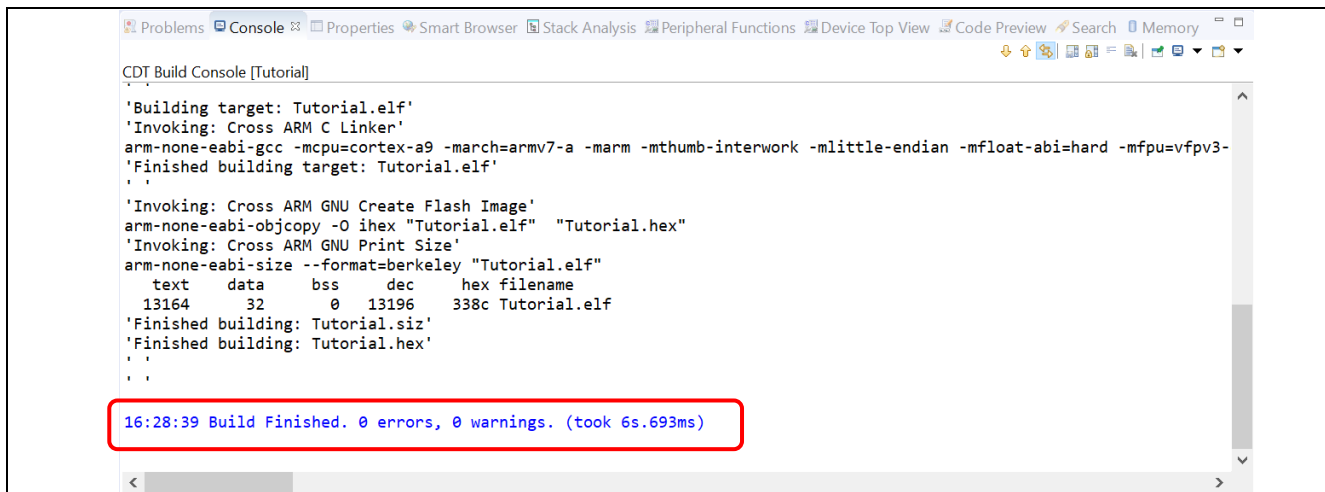 Problems Console Properties Smart Browser Stack Analysis Peripheral Functions Device Top View Code Preview Search Memory
CDT Build Console [Tutorial]
' '
'Building target: Tutorial.elf'
'Invoking: Cross ARM C Linker'
arm-none-eabi-gcc -mcpu=cortex-a9 -march=armv7-a -marm -mthumb-interwork -mlittle-endian -mfloat-abi=hard -mfpu=vfpv3-
'Finished building target: Tutorial.elf'
' '
'Invoking: Cross ARM GNU Create Flash Image'
arm-none-eabi-objcopy -O ihex "Tutorial.elf"  "Tutorial.hex"
'Invoking: Cross ARM GNU Print Size'
arm-none-eabi-size --format=berkeley "Tutorial.elf"
   text    data     bss     dec     hex filename
  13164      32       0   13196    338c Tutorial.elf
'Finished building: Tutorial.siz'
'Finished building: Tutorial.hex'
' '
' '
16:28:39 Build Finished. 0 errors, 0 warnings. (took 6s.693ms)